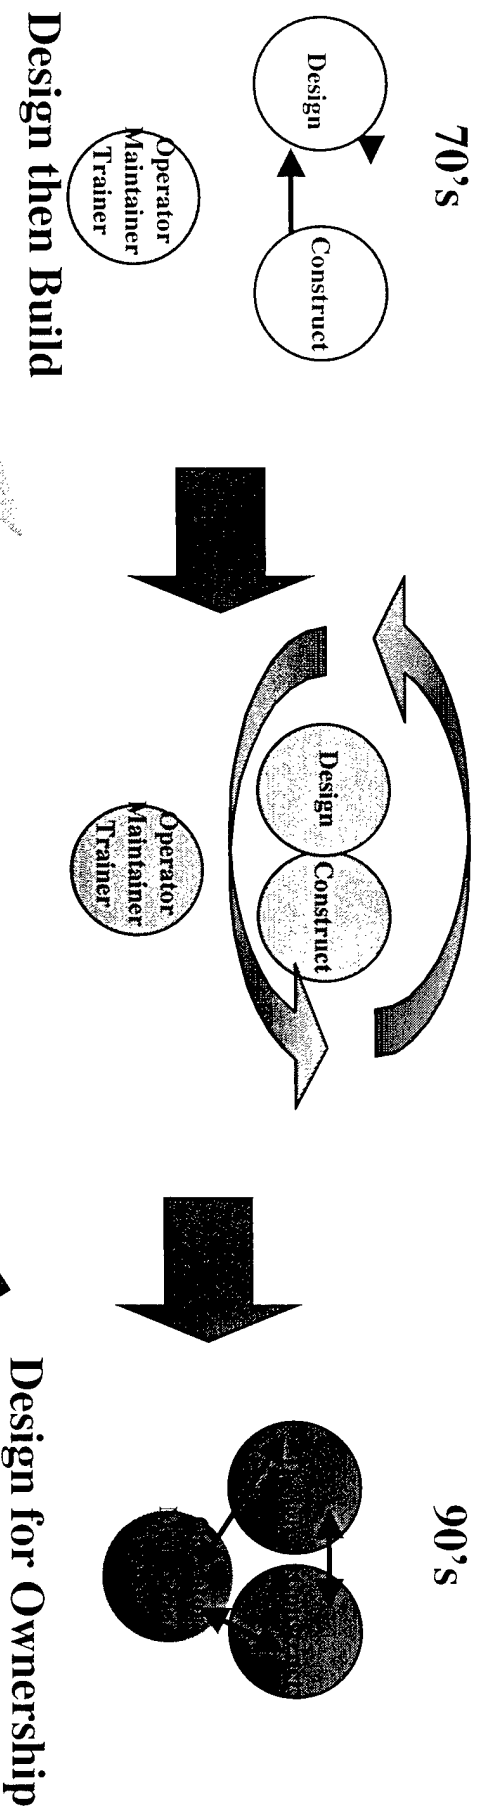 70's
Design
Construct
Operator
Maintainer
Trainer
Design then Build
Design
Construct
Operator
Maintainer
Trainer
90's
Design for Ownership